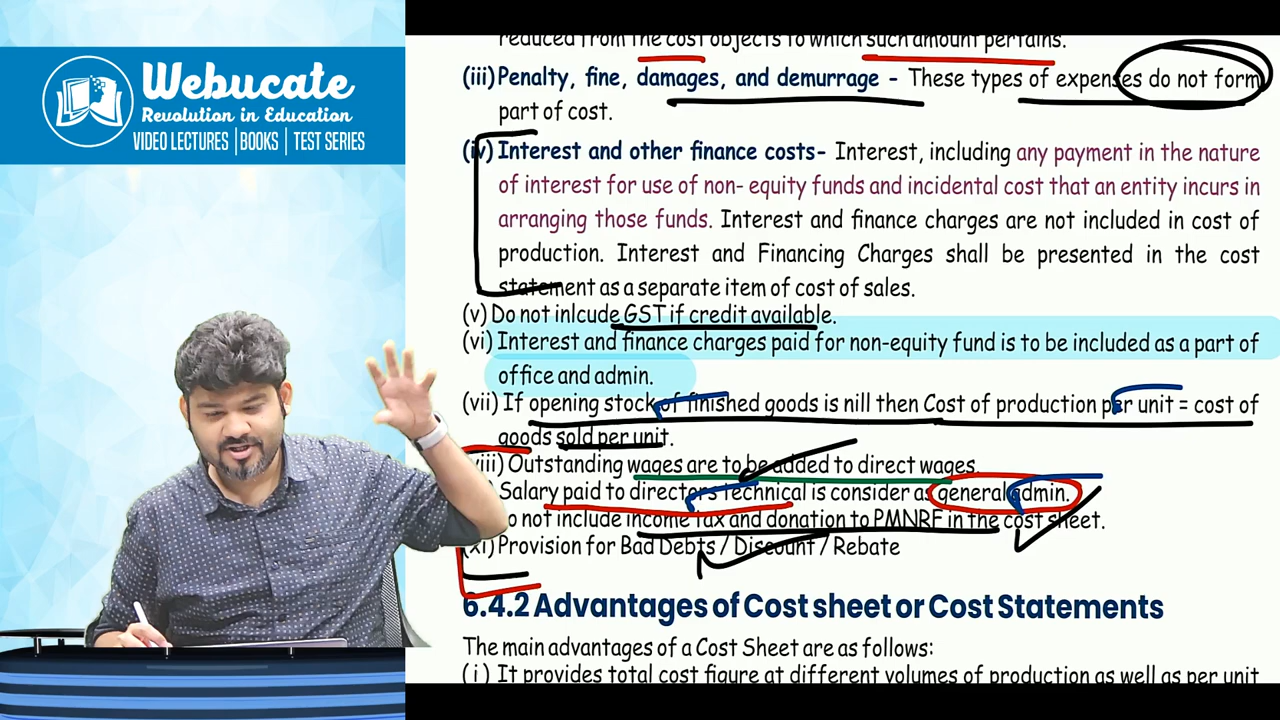 Webucate
Revolution in Education
VIDEO LECTURES | BOOKS | TEST SERIES
reduced from the cost objects to which such amount pertains.
(iii) Penalty, fine, damages, and demurrage - These types of expenses do not form
part of cost.
(iv) Interest and other finance costs- Interest, including any payment in the nature
of interest for use of non- equity funds and incidental cost that an entity incurs in
arranging those funds. Interest and finance charges are not included in cost of
production. Interest and Financing Charges shall be presented in the cost
statement as a separate item of cost of sales.
(v) Do not inlcude GST if credit available.
(vi) Interest and finance charges paid for non-equity fund is to be included as a part of
office and admin.
(vii) If opening stock of finished goods is nill then Cost of production per unit = cost of
goods sold per unit.
(viii) Outstanding wages are to be added to direct wages.
Salary paid to directors technical is consider as general admin.
Do not include income tax and donation to PMNRF in the cost sheet.
(xi) Provision for Bad Debts / Discount / Rebate
6.4.2 Advantages of Cost sheet or Cost Statements
The main advantages of a Cost Sheet are as follows:
(i) It provides total cost figure at different volumes of production as well as per unit